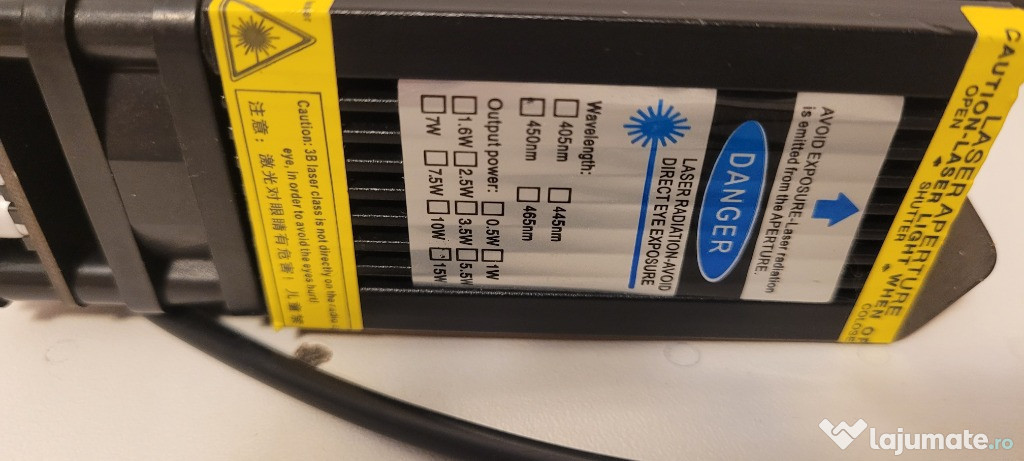 CAUTION LASER APERTURE
OPEN LASER LIGHT WHEN
SHUTTER
AVOID EXPOSURE-Laser radiation
is emitted from the APERTURE.
DANGER
LASER RADIATION-AVOID
DIRECT EYE EXPOSURE
Wavelength:
405nm 445nm
450nm 465nm
Output power: 0.5W 1W
1.6W 2.5W 3.5W 5.5W
7W 7.5W 10W 15W
Caution: 3B laser class is not directly on the
eye, in order to avoid the eyes hurt!
注意：激光对眼睛有危害！儿童
lajumate.ro